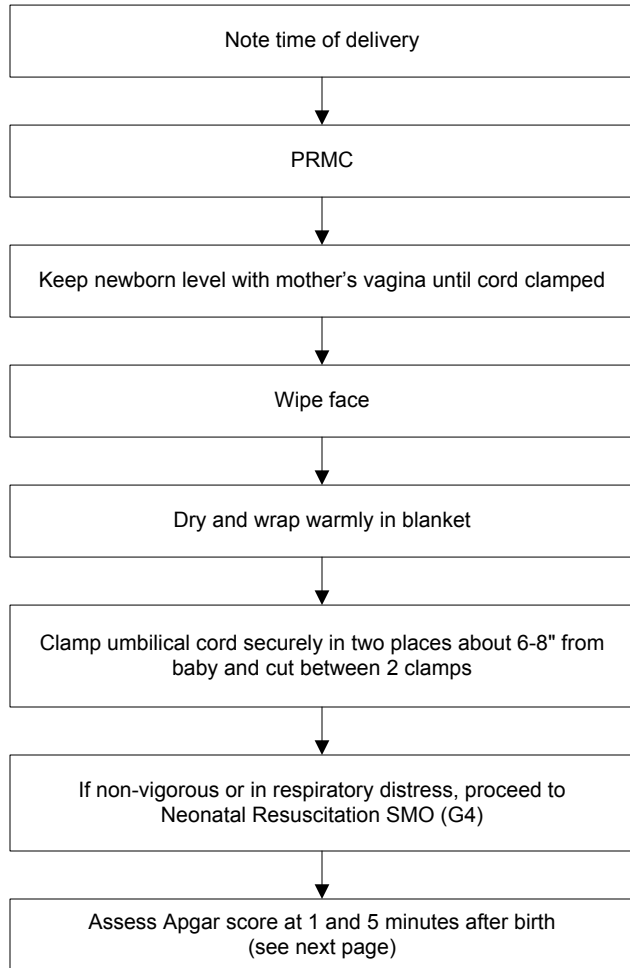 Note time of delivery
PRMC
Keep newborn level with mother’s vagina until cord clamped
Wipe face
Dry and wrap warmly in blanket
Clamp umbilical cord securely in two places about 6-8" from
baby and cut between 2 clamps
If non-vigorous or in respiratory distress, proceed to
Neonatal Resuscitation SMO (G4)
Assess Apgar score at 1 and 5 minutes after birth
(see next page)